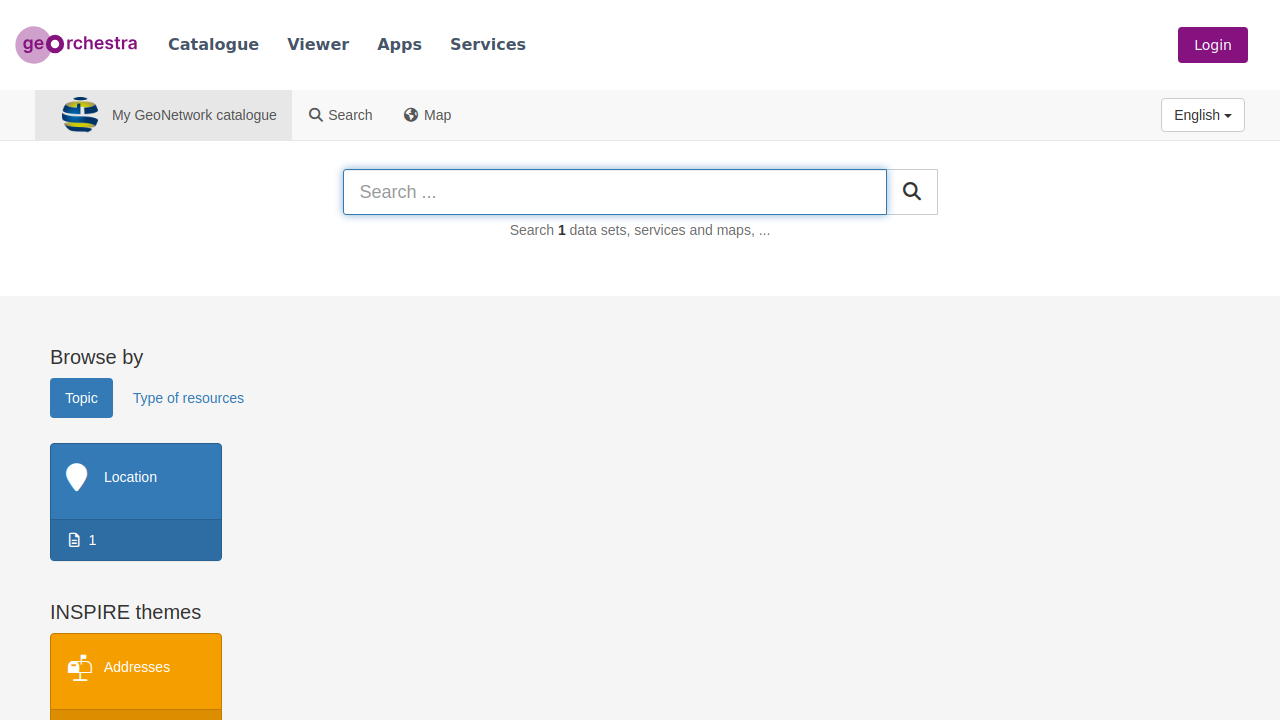 georchestra Catalogue Viewer Apps Services Login
My GeoNetwork catalogue Search Map English
Search ...
Search 1 data sets, services and maps, ...
Browse by
Topic Type of resources
Location
1
INSPIRE themes
Addresses